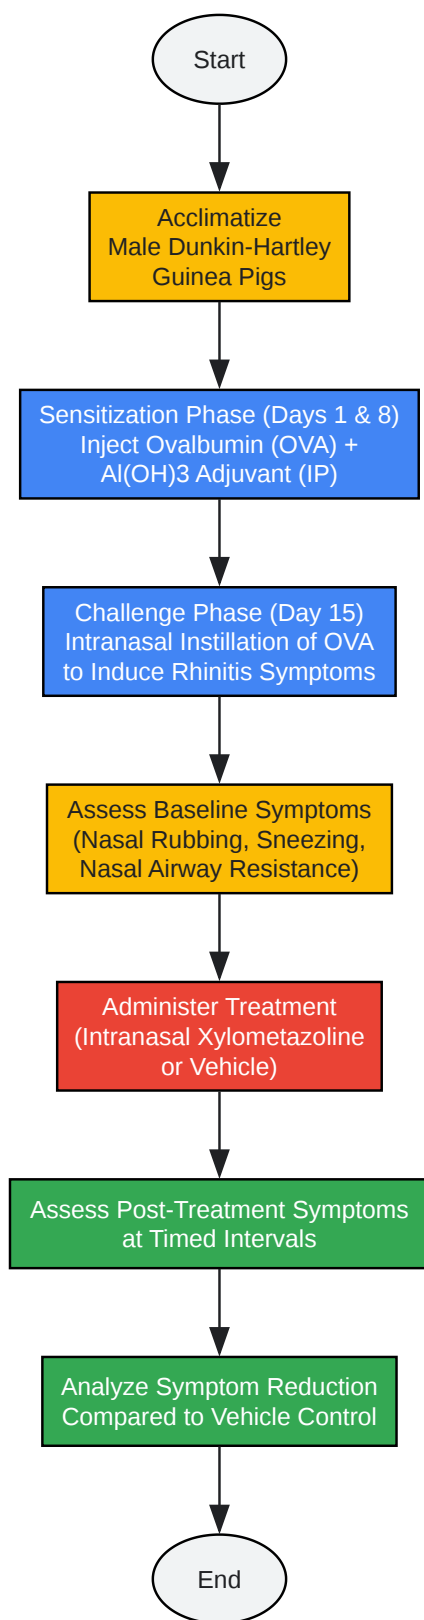 Start
Acclimatize
Male Dunkin-Hartley
Guinea Pigs
Sensitization Phase (Days 1 & 8)
Inject Ovalbumin (OVA) +
Al(OH)3 Adjuvant (IP)
Challenge Phase (Day 15)
Intranasal Instillation of OVA
to Induce Rhinitis Symptoms
Assess Baseline Symptoms
(Nasal Rubbing, Sneezing,
Nasal Airway Resistance)
Administer Treatment
(Intranasal Xylometazoline
or Vehicle)
Assess Post-Treatment Symptoms
at Timed Intervals
Analyze Symptom Reduction
Compared to Vehicle Control
End